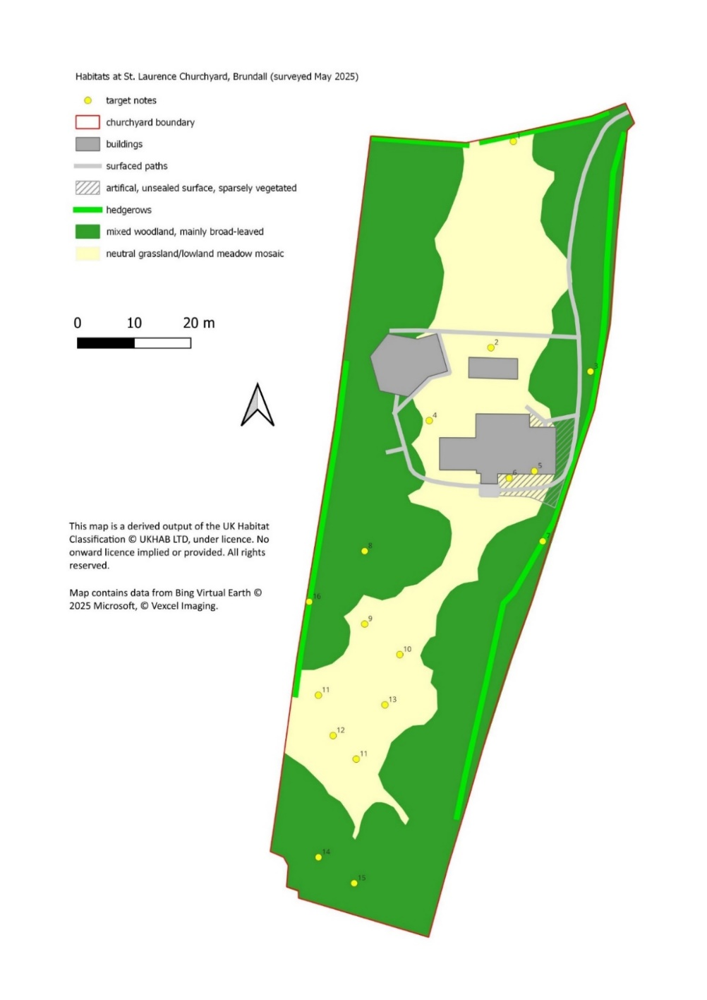 Habitats at St. Laurence Churchyard, Brundall (surveyed May 2025)
target notes
churchyard boundary
buildings
surfaced paths
artifical, unsealed surface, sparsely vegetated
hedgerows
mixed woodland, mainly broad-leaved
neutral grassland/lowland meadow mosaic
0 10 20 m
This map is a derived output of the UK Habitat
Classification © UKHAB LTD, under licence. No
onward licence implied or provided. All rights
reserved.
Map contains data from Bing Virtual Earth ©
2025 Microsoft, © Vexcel Imaging.
1
2
3
4
5
6
7
8
16
9
10
11
13
12
11
14
15